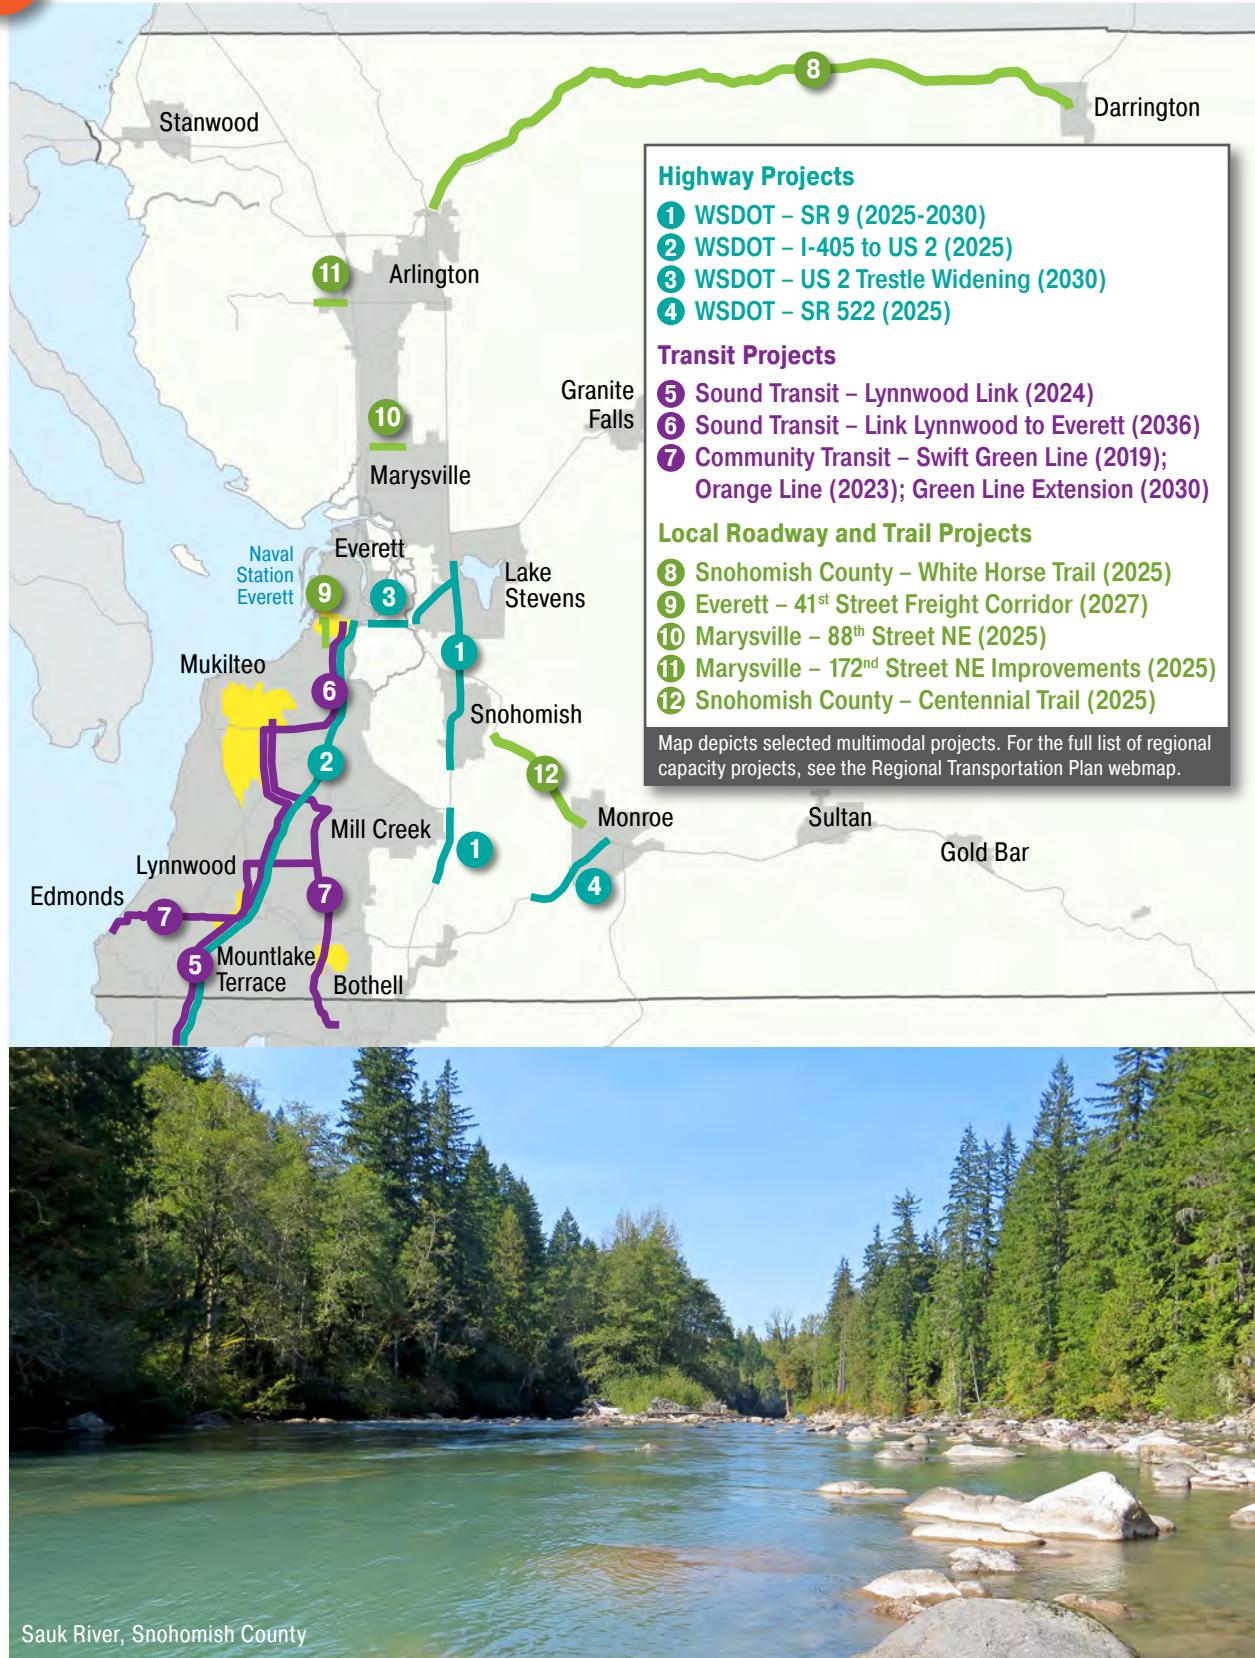 8
Darrington
Stanwood
11
Arlington
Granite
Falls
10
Marysville
Naval
Station
Everett
Everett
9
3
Lake
Stevens
1
Mukilteo
6
Snohomish
2
12
Monroe
Sultan
Gold Bar
Mill Creek
1
Lynnwood
Edmonds
7
7
4
5
Mountlake
Terrace
Bothell
Highway Projects
1 WSDOT – SR 9 (2025-2030)
2 WSDOT – I-405 to US 2 (2025)
3 WSDOT – US 2 Trestle Widening (2030)
4 WSDOT – SR 522 (2025)
Transit Projects
5 Sound Transit – Lynnwood Link (2024)
6 Sound Transit – Link Lynnwood to Everett (2036)
7 Community Transit – Swift Green Line (2019);
Orange Line (2023); Green Line Extension (2030)
Local Roadway and Trail Projects
8 Snohomish County – White Horse Trail (2025)
9 Everett – 41st Street Freight Corridor (2027)
10 Marysville – 88th Street NE (2025)
11 Marysville – 172nd Street NE Improvements (2025)
12 Snohomish County – Centennial Trail (2025)
Map depicts selected multimodal projects. For the full list of regional
capacity projects, see the Regional Transportation Plan webmap.
Sauk River, Snohomish County